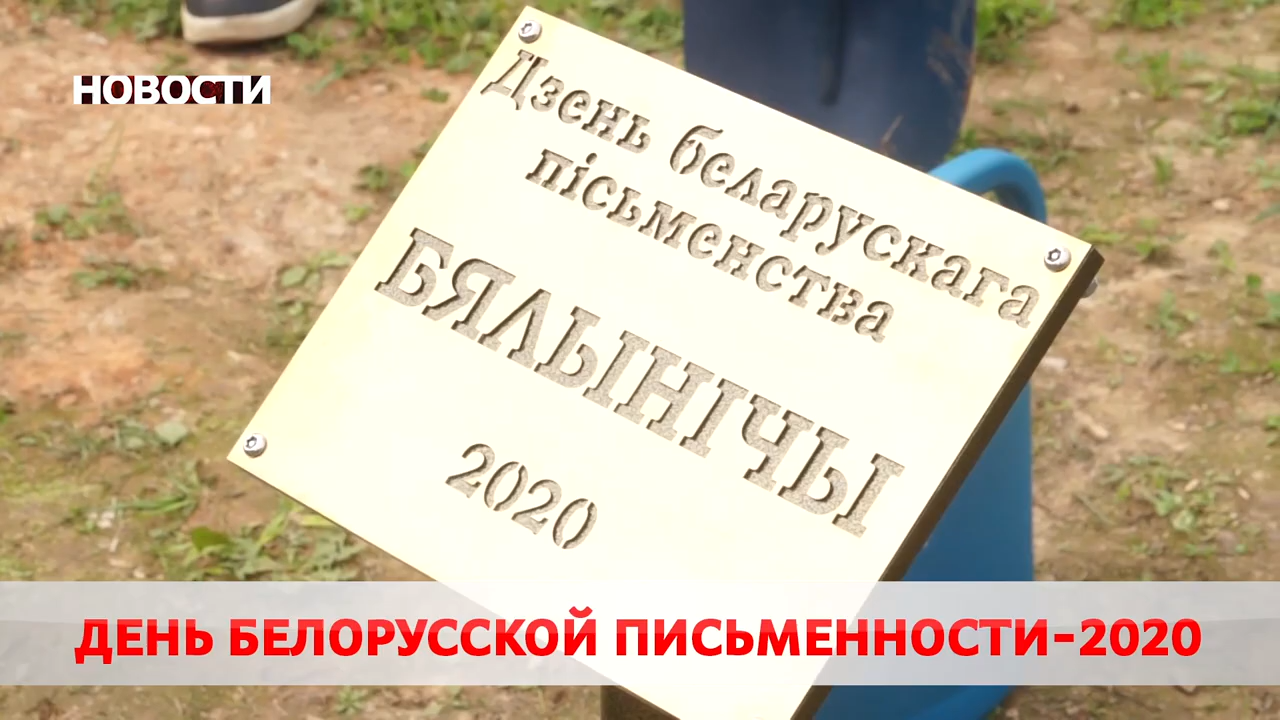 НОВОСТИ
Дзень беларускага
пісьменства
БЯЛЫНІЧЫ
2020
ДЕНЬ БЕЛОРУССКОЙ ПИСЬМЕННОСТИ-2020